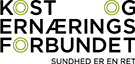 KOST OG
ERNÆRINGS
FORBUNDET
SUNDHED ER EN RET